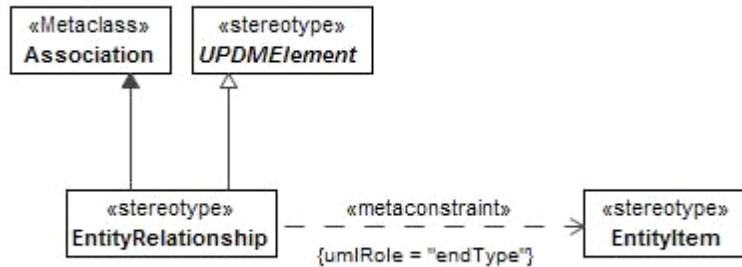 «Metaclass»
Association
«stereotype»
UPDMElement
«stereotype»
EntityRelationship
«metaconstraint»
{umlRole = "endType"}
«stereotype»
EntityItem